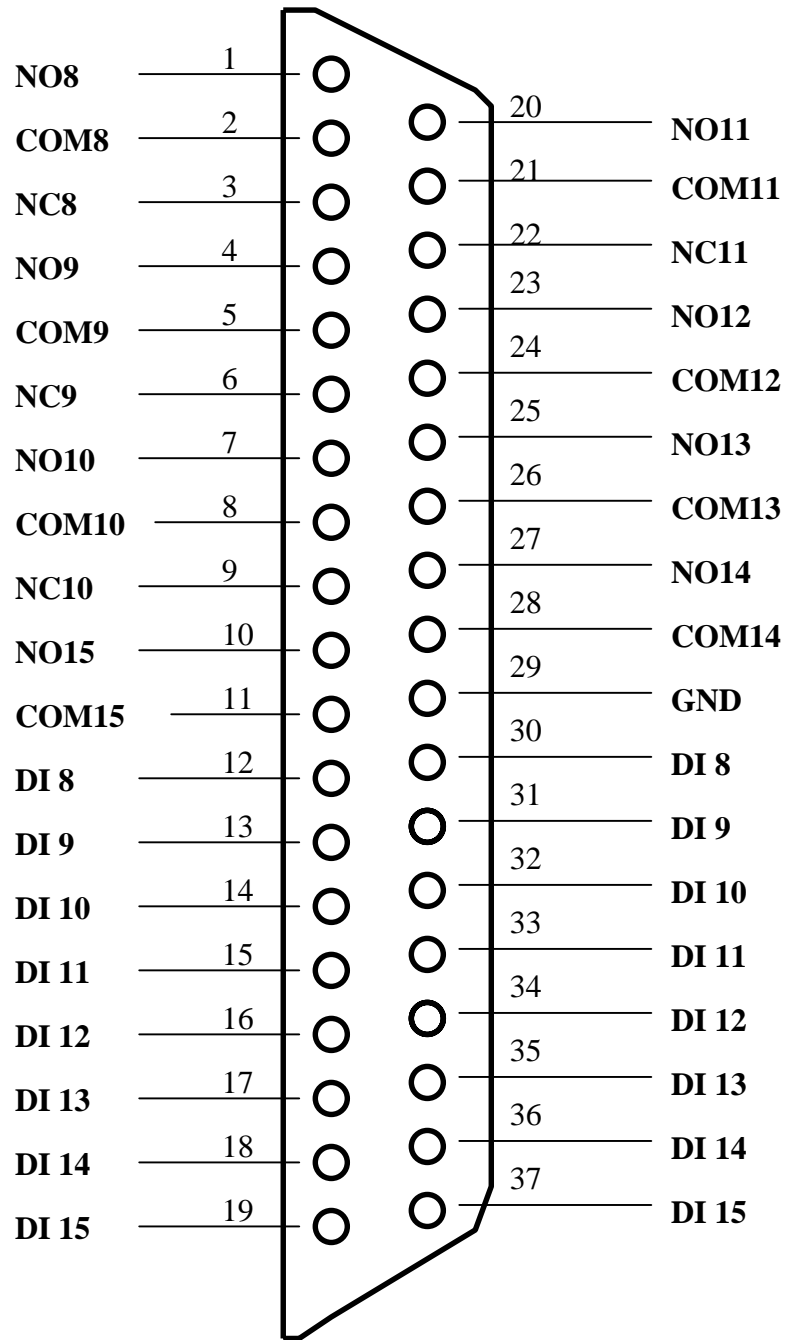 NO8 1
COM8 2
NC8 3
NO9 4
COM9 5
NC9 6
NO10 7
COM10 8
NC10 9
NO15 10
COM15 11
DI 8 12
DI 9 13
DI 10 14
DI 11 15
DI 12 16
DI 13 17
DI 14 18
DI 15 19
20 NO11
21 COM11
22 NC11
23 NO12
24 COM12
25 NO13
26 COM13
27 NO14
28 COM14
29 GND
30 DI 8
31 DI 9
32 DI 10
33 DI 11
34 DI 12
35 DI 13
36 DI 14
37 DI 15